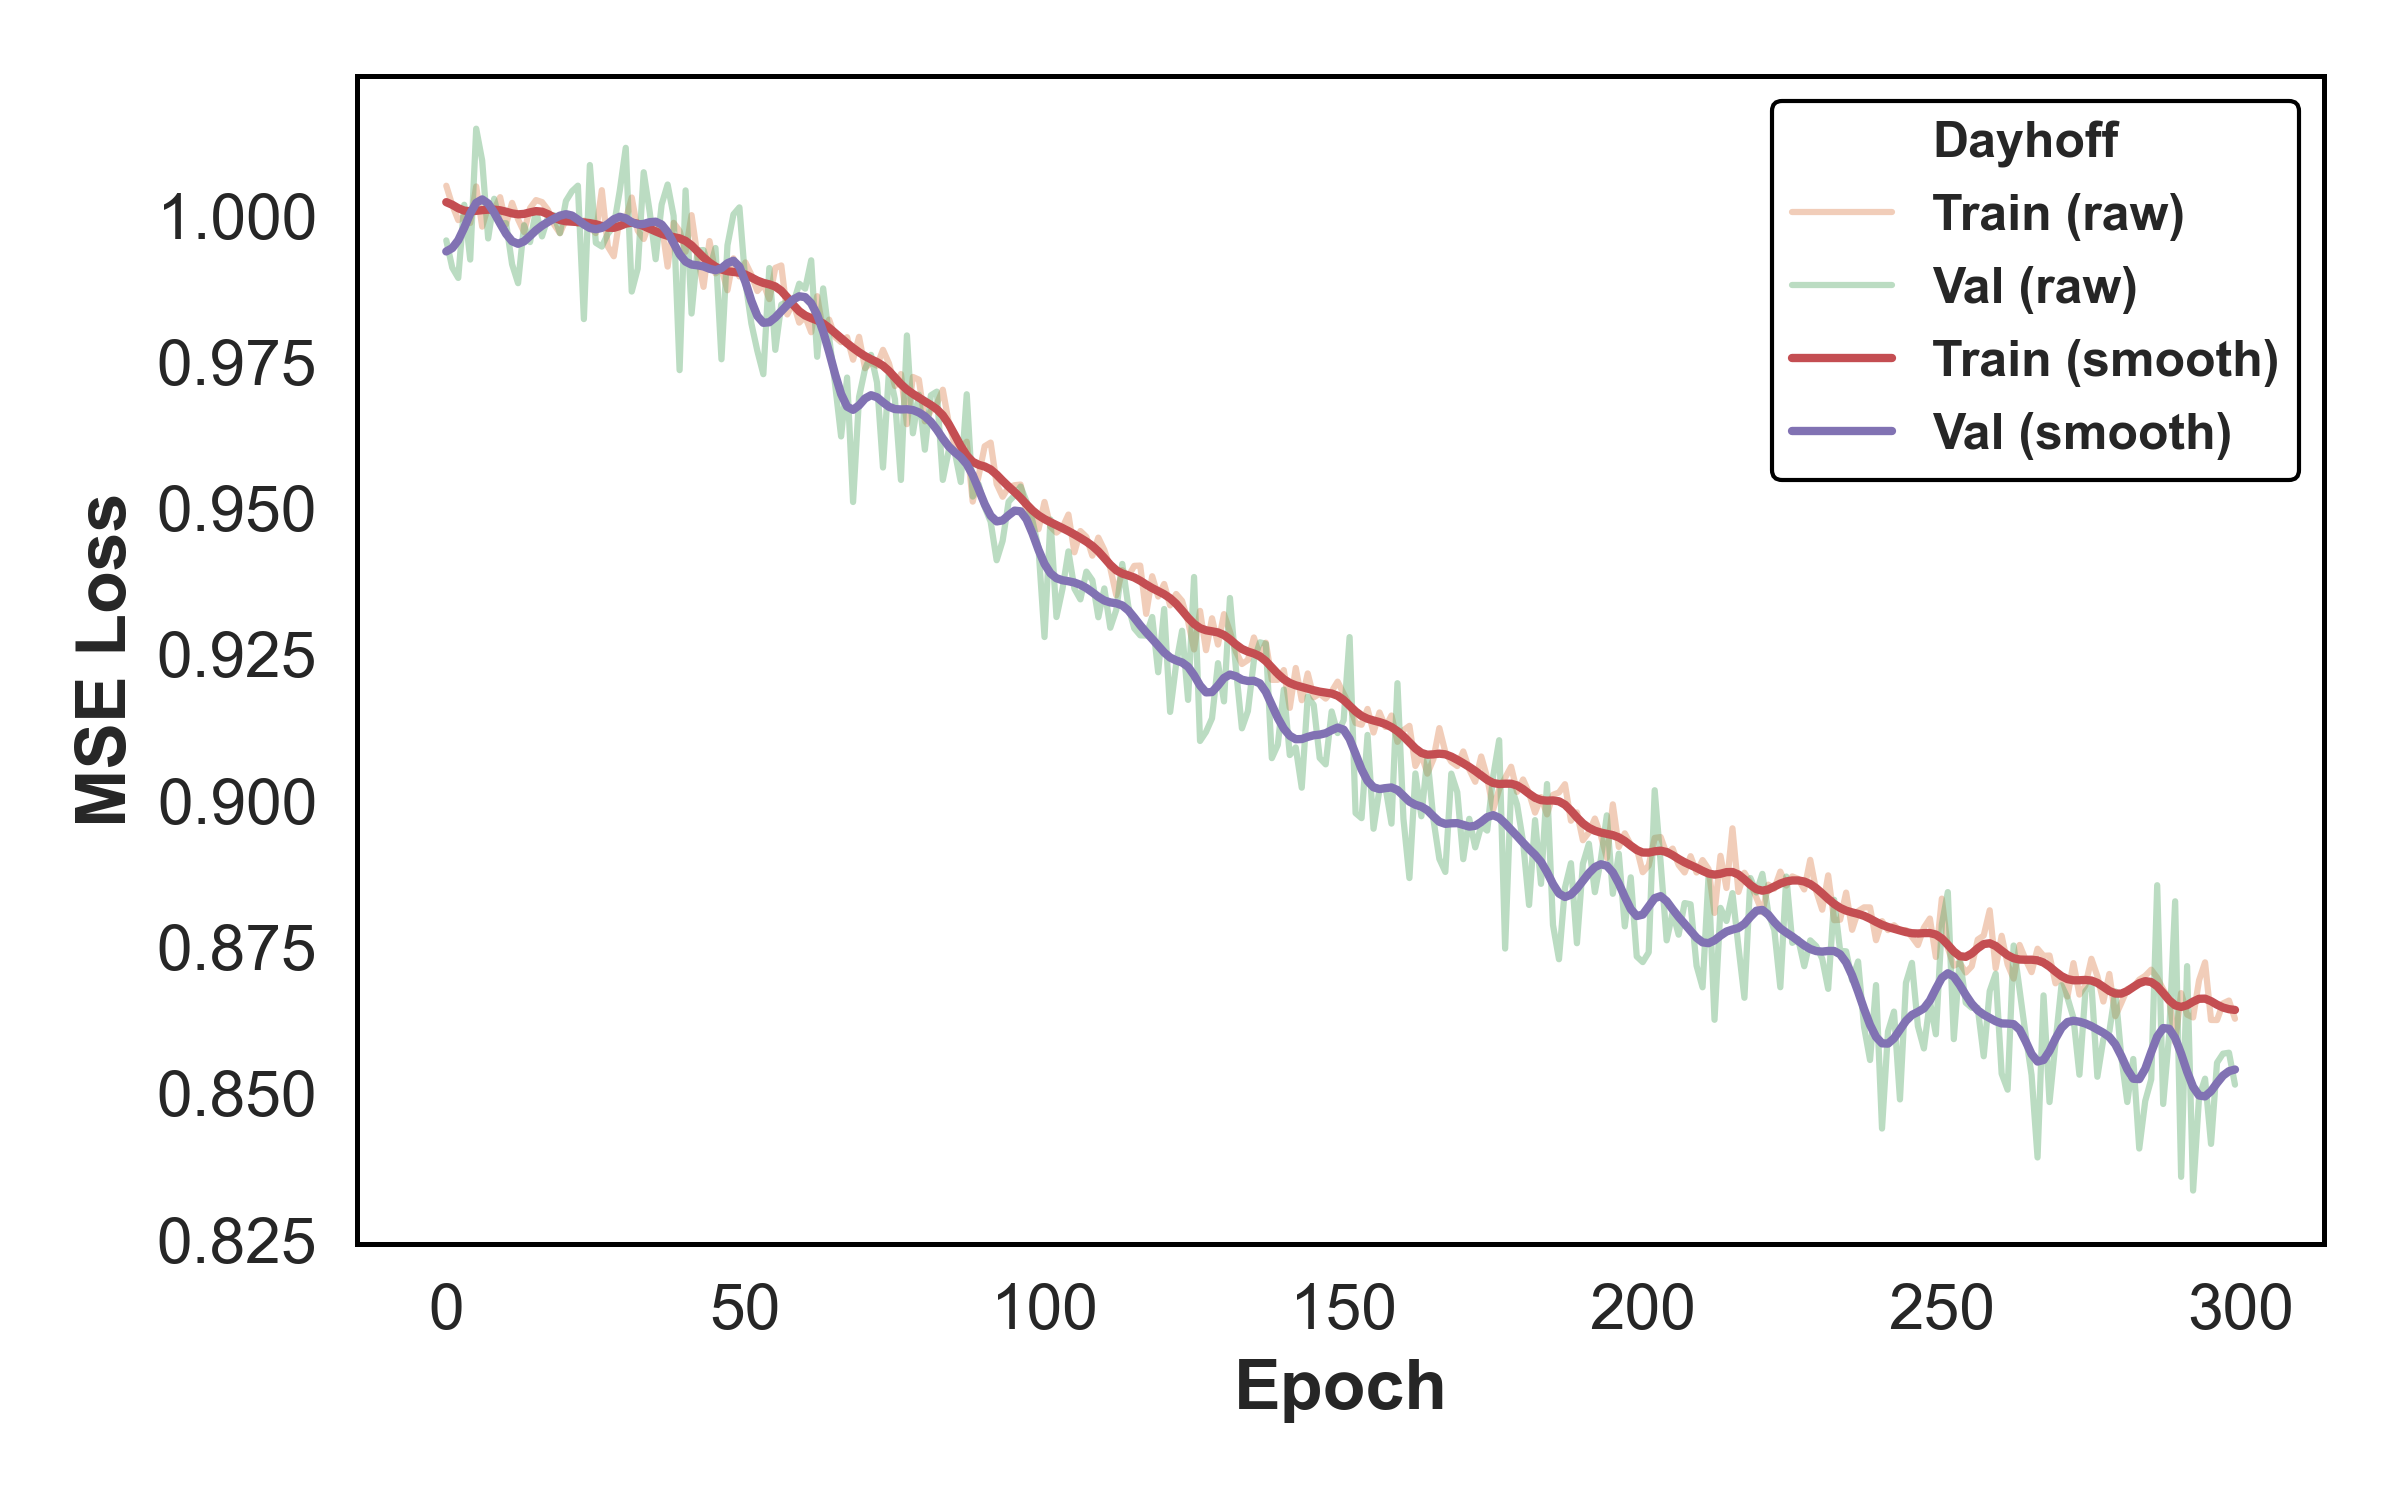 Dayhoff
Train (raw)
Val (raw)
Train (smooth)
Val (smooth)
MSE Loss
1.000
0.975
0.950
0.925
0.900
0.875
0.850
0.825
0 50 100 150 200 250 300
Epoch